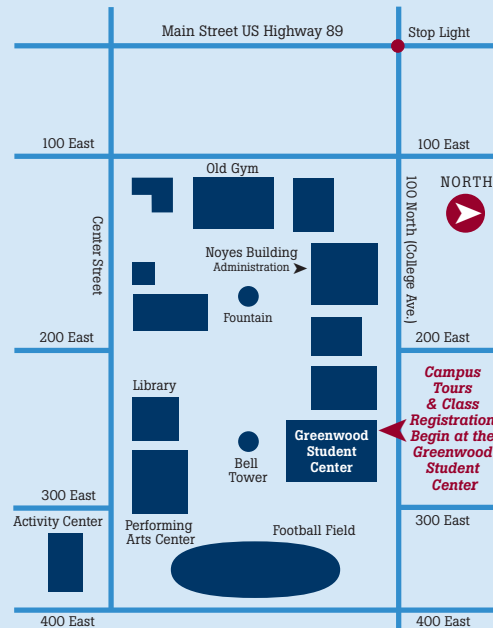 Main Street US Highway 89
Stop Light
100 East
100 East
Old Gym
NORTH
Center Street
100 North (College Ave.)
Noyes Building
Administration
Fountain
200 East
200 East
Campus
Tours
& Class
Registration
Begin at the
Greenwood
Student
Center
Library
Greenwood
Student
Center
Bell
Tower
300 East
300 East
Activity Center
Performing
Arts Center
Football Field
400 East
400 East